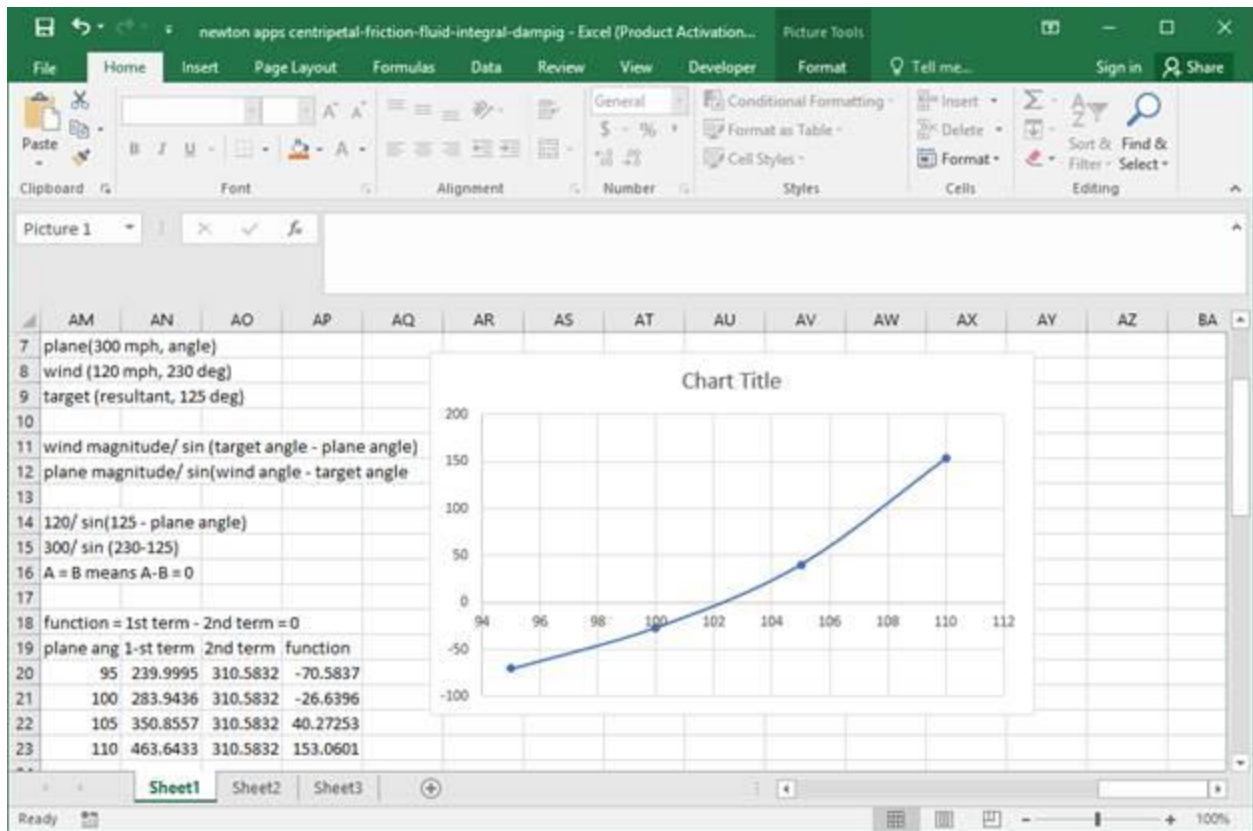 newton apps centripetal-friction-fluid-integral-dampig - Excel (Product Activation... Picture Tools
File Home Insert Page Layout Formulas Data Review View Developer Format Tell me... Sign in Share
General Conditional Formatting Insert
Paste B I U A $ % Format as Table Delete Sort & Find &
Cell Styles Format Filter Select
Clipboard Font Alignment Number Styles Cells Editing
Picture 1 fx
AM AN AO AP AQ AR AS AT AU AV AW AX AY AZ BA
7 plane(300 mph, angle)
8 wind (120 mph, 230 deg)
9 target (resultant, 125 deg)
10
11 wind magnitude/ sin (target angle - plane angle)
12 plane magnitude/ sin(wind angle - target angle
13
14 120/ sin(125 - plane angle)
15 300/ sin (230-125)
16 A = B means A-B = 0
17
18 function = 1st term - 2nd term = 0
19 plane ang 1-st term 2nd term function
20 95 239.9995 310.5832 -70.5837
21 100 283.9436 310.5832 -26.6396
22 105 350.8557 310.5832 40.27253
23 110 463.6433 310.5832 153.0601
Chart Title
200
150
100
50
0
94 96 98 100 102 104 106 108 110 112
-50
-100
Sheet1 Sheet2 Sheet3
Ready 100%